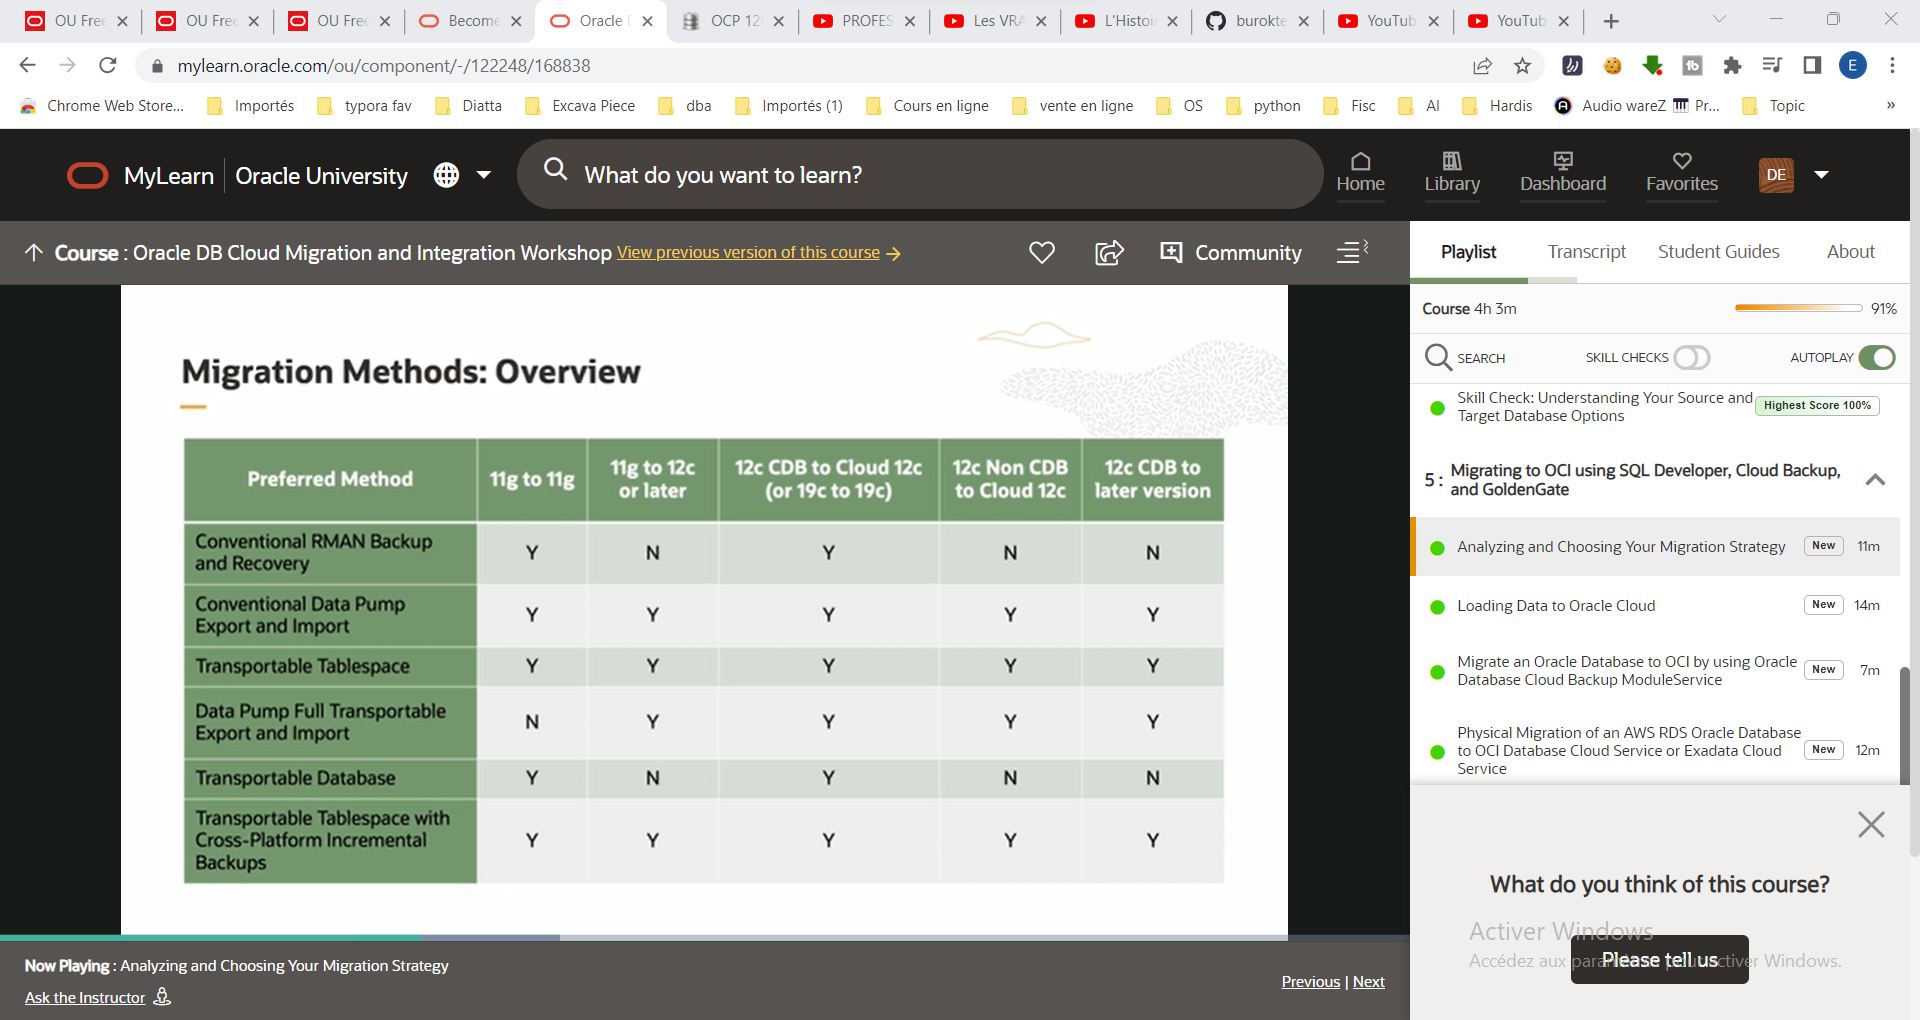 OU Free
OU Free
OU Free
Become
Oracle D
OCP 12
PROFES
Les VRA
L'Histoi
burokte
YouTub
YouTub
mylearn.oracle.com/ou/component/-/122248/168838
E
Chrome Web Store...
Importés
typora fav
Diatta
Excava Piece
dba
Importés (1)
Cours en ligne
vente en ligne
OS
python
Fisc
AI
Hardis
Audio wareZ
Pr...
Topic
»
MyLearn
Oracle University
What do you want to learn?
Home
Library
Dashboard
Favorites
DE
Course : Oracle DB Cloud Migration and Integration Workshop View previous version of this course →
Community
Playlist
Transcript
Student Guides
About
Course 4h 3m
91%
SEARCH
SKILL CHECKS
AUTOPLAY
Skill Check: Understanding Your Source and
Target Database Options
Highest Score 100%
5 : Migrating to OCI using SQL Developer, Cloud Backup,
and GoldenGate
Analyzing and Choosing Your Migration Strategy New 11m
Loading Data to Oracle Cloud New 14m
Migrate an Oracle Database to OCI by using Oracle
Database Cloud Backup ModuleService
New 7m
Physical Migration of an AWS RDS Oracle Database
to OCI Database Cloud Service or Exadata Cloud
Service
New 12m
What do you think of this course?
Please tell us
Activer Windows
Accédez aux paramètres pour activer Windows.
Migration Methods: Overview
Preferred Method
11g to 11g
11g to 12c
or later
12c CDB to Cloud 12c
(or 19c to 19c)
12c Non CDB
to Cloud 12c
12c CDB to
later version
Conventional RMAN Backup
and Recovery
Y N Y N N
Conventional Data Pump
Export and Import
Y Y Y Y Y
Transportable Tablespace
Y Y Y Y Y
Data Pump Full Transportable
Export and Import
N Y Y Y Y
Transportable Database
Y N Y N N
Transportable Tablespace with
Cross-Platform Incremental
Backups
Y Y Y Y Y
Now Playing : Analyzing and Choosing Your Migration Strategy
Ask the Instructor
Previous | Next